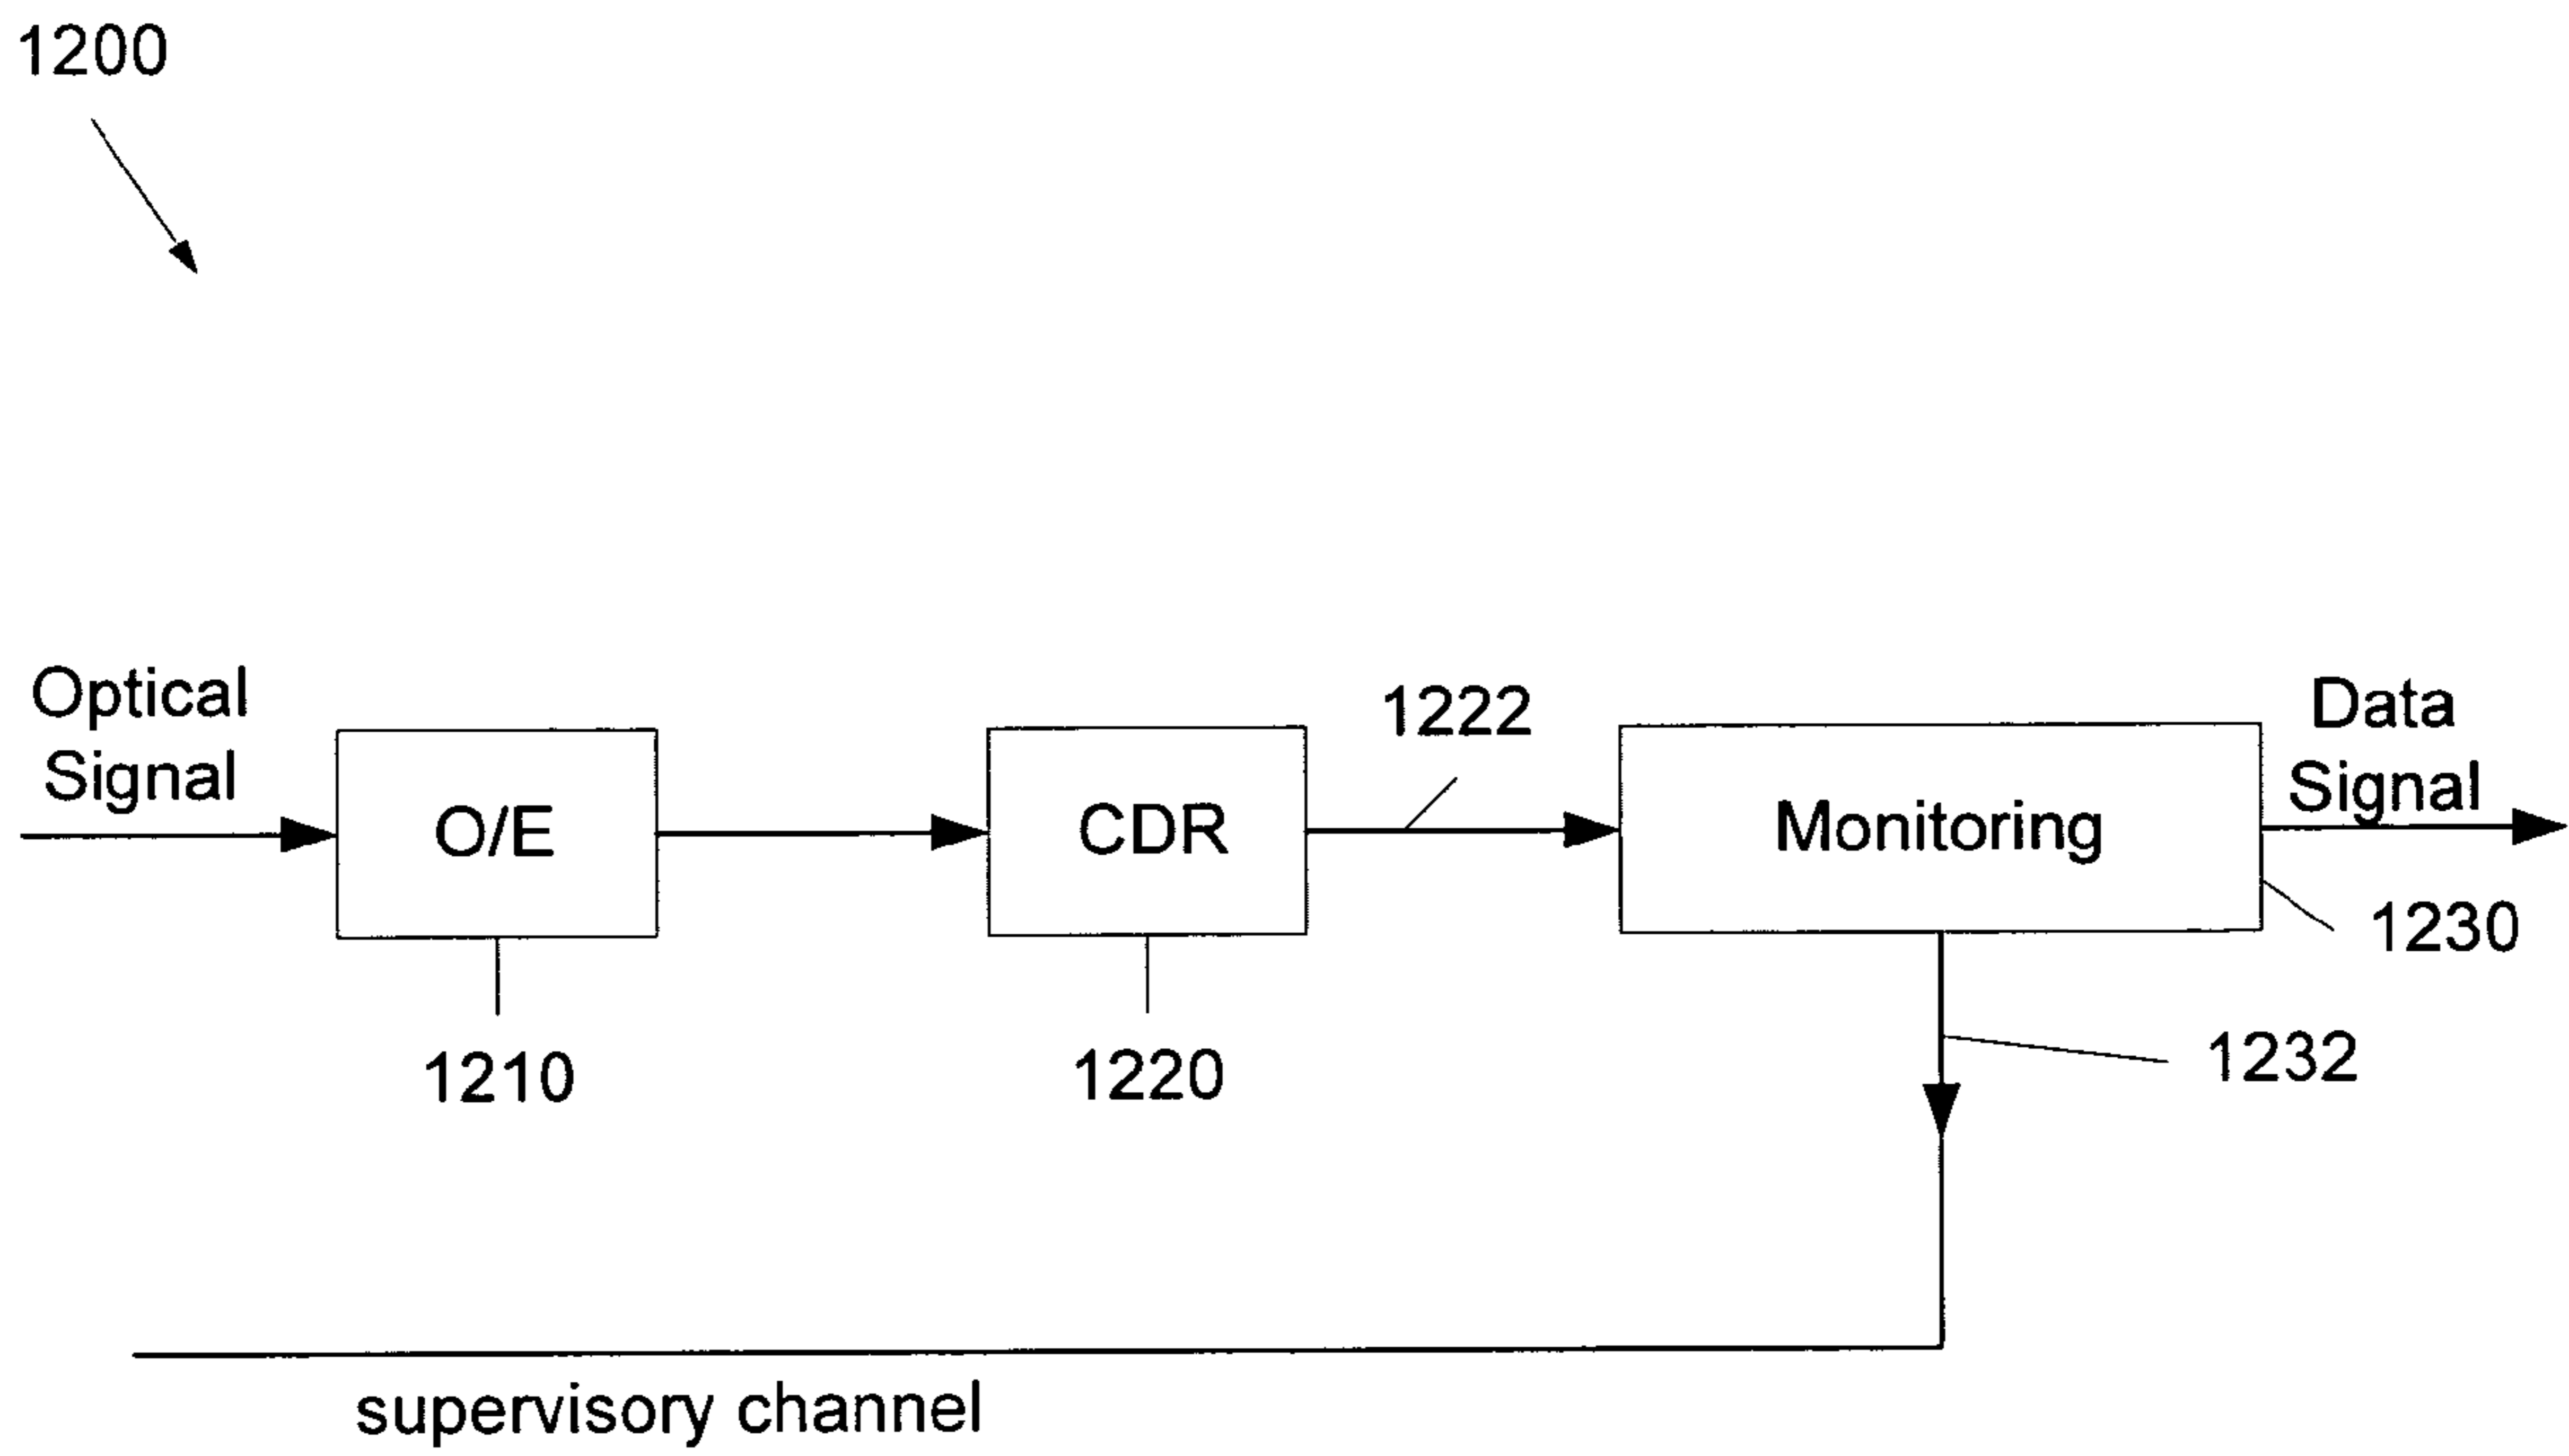 1200
Optical
Signal
O/E
1210
CDR
1220
1222
Monitoring
Data
Signal
1230
1232
supervisory channel